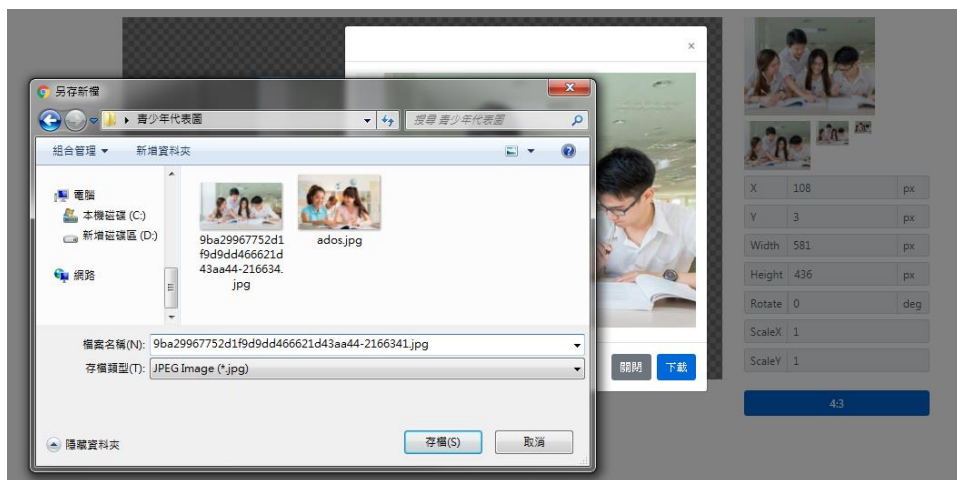 另存新檔
青少年代表圖
搜尋 青少年代表圖
組合管理
新增資料夾
電腦
本機磁碟 (C:)
新增磁碟區 (D:)
網路
9ba29967752d1
f9d9dd466621d
43aa44-216634.
jpg
ados.jpg
檔案名稱(N):
9ba29967752d1f9d9dd466621d43aa44-2166341.jpg
存檔類型(T):
JPEG Image (*.jpg)
隱藏資料夾
存檔(S)
取消
×
關閉
下載
X 108 px
Y 3 px
Width 581 px
Height 436 px
Rotate 0 deg
ScaleX 1
ScaleY 1
4:3